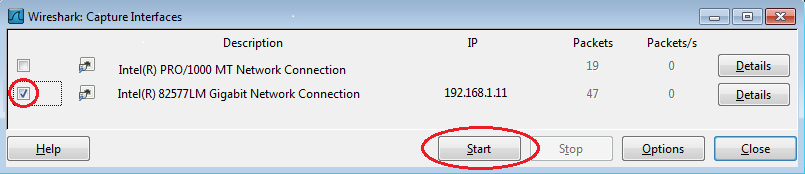 Wireshark: Capture Interfaces
Description IP Packets Packets/s
Intel(R) PRO/1000 MT Network Connection 19 0 Details
Intel(R) 82577LM Gigabit Network Connection 192.168.1.11 47 0 Details
Help Start Stop Options Close